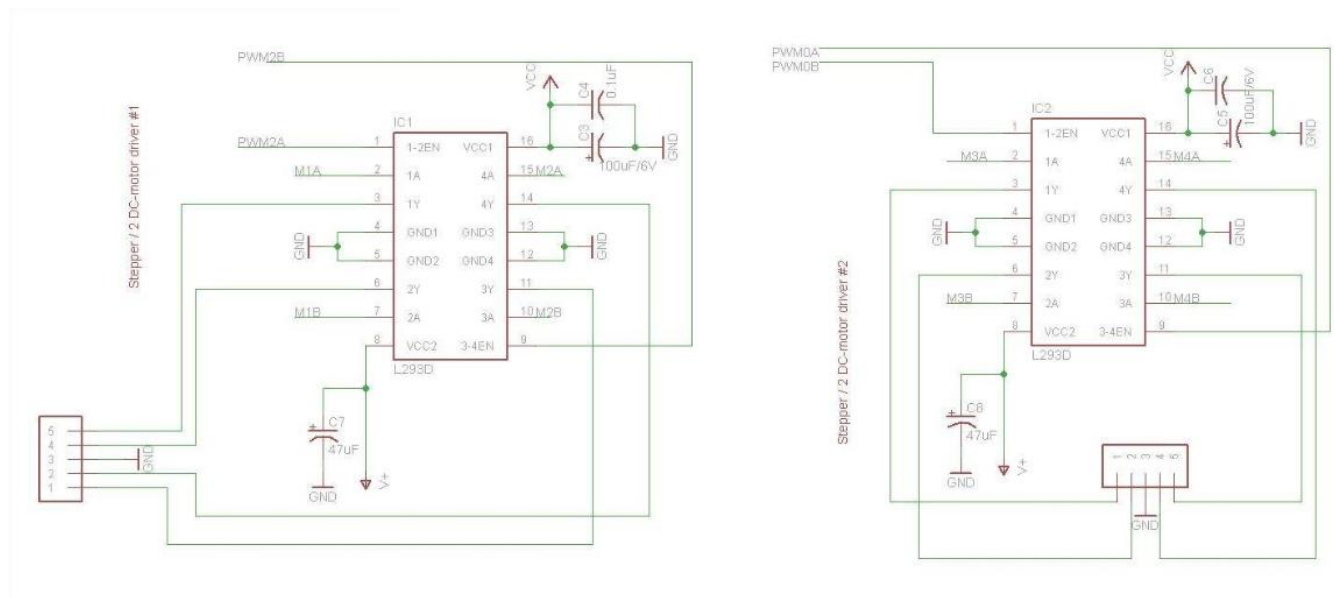 PWM2B
VCC
C4
0.1uF
Stepper / 2 DC-motor driver #1
IC1
PWM2A
1
1-2EN
VCC1
16
C3
+
100uF/6V
GND
M1A
2
1A
4A
15
M2A
3
1Y
4Y
14
GND
4
GND1
GND3
13
GND
5
GND2
GND4
12
6
2Y
3Y
11
M1B
7
2A
3A
10
M2B
8
VCC2
3-4EN
9
L293D
+
C7
47uF
GND
V+
5
4
3
2
1
GND
PWM0A
PWM0B
VCC
C6
100uF/6V
Stepper / 2 DC-motor driver #2
IC2
1
1-2EN
VCC1
16
C5
+
GND
M3A
2
1A
4A
15
M4A
3
1Y
4Y
14
GND
4
GND1
GND3
13
GND
5
GND2
GND4
12
6
2Y
3Y
11
M3B
7
2A
3A
10
M4B
8
VCC2
3-4EN
9
L293D
+
C8
47uF
GND
V+
1
2
3
4
5
GND